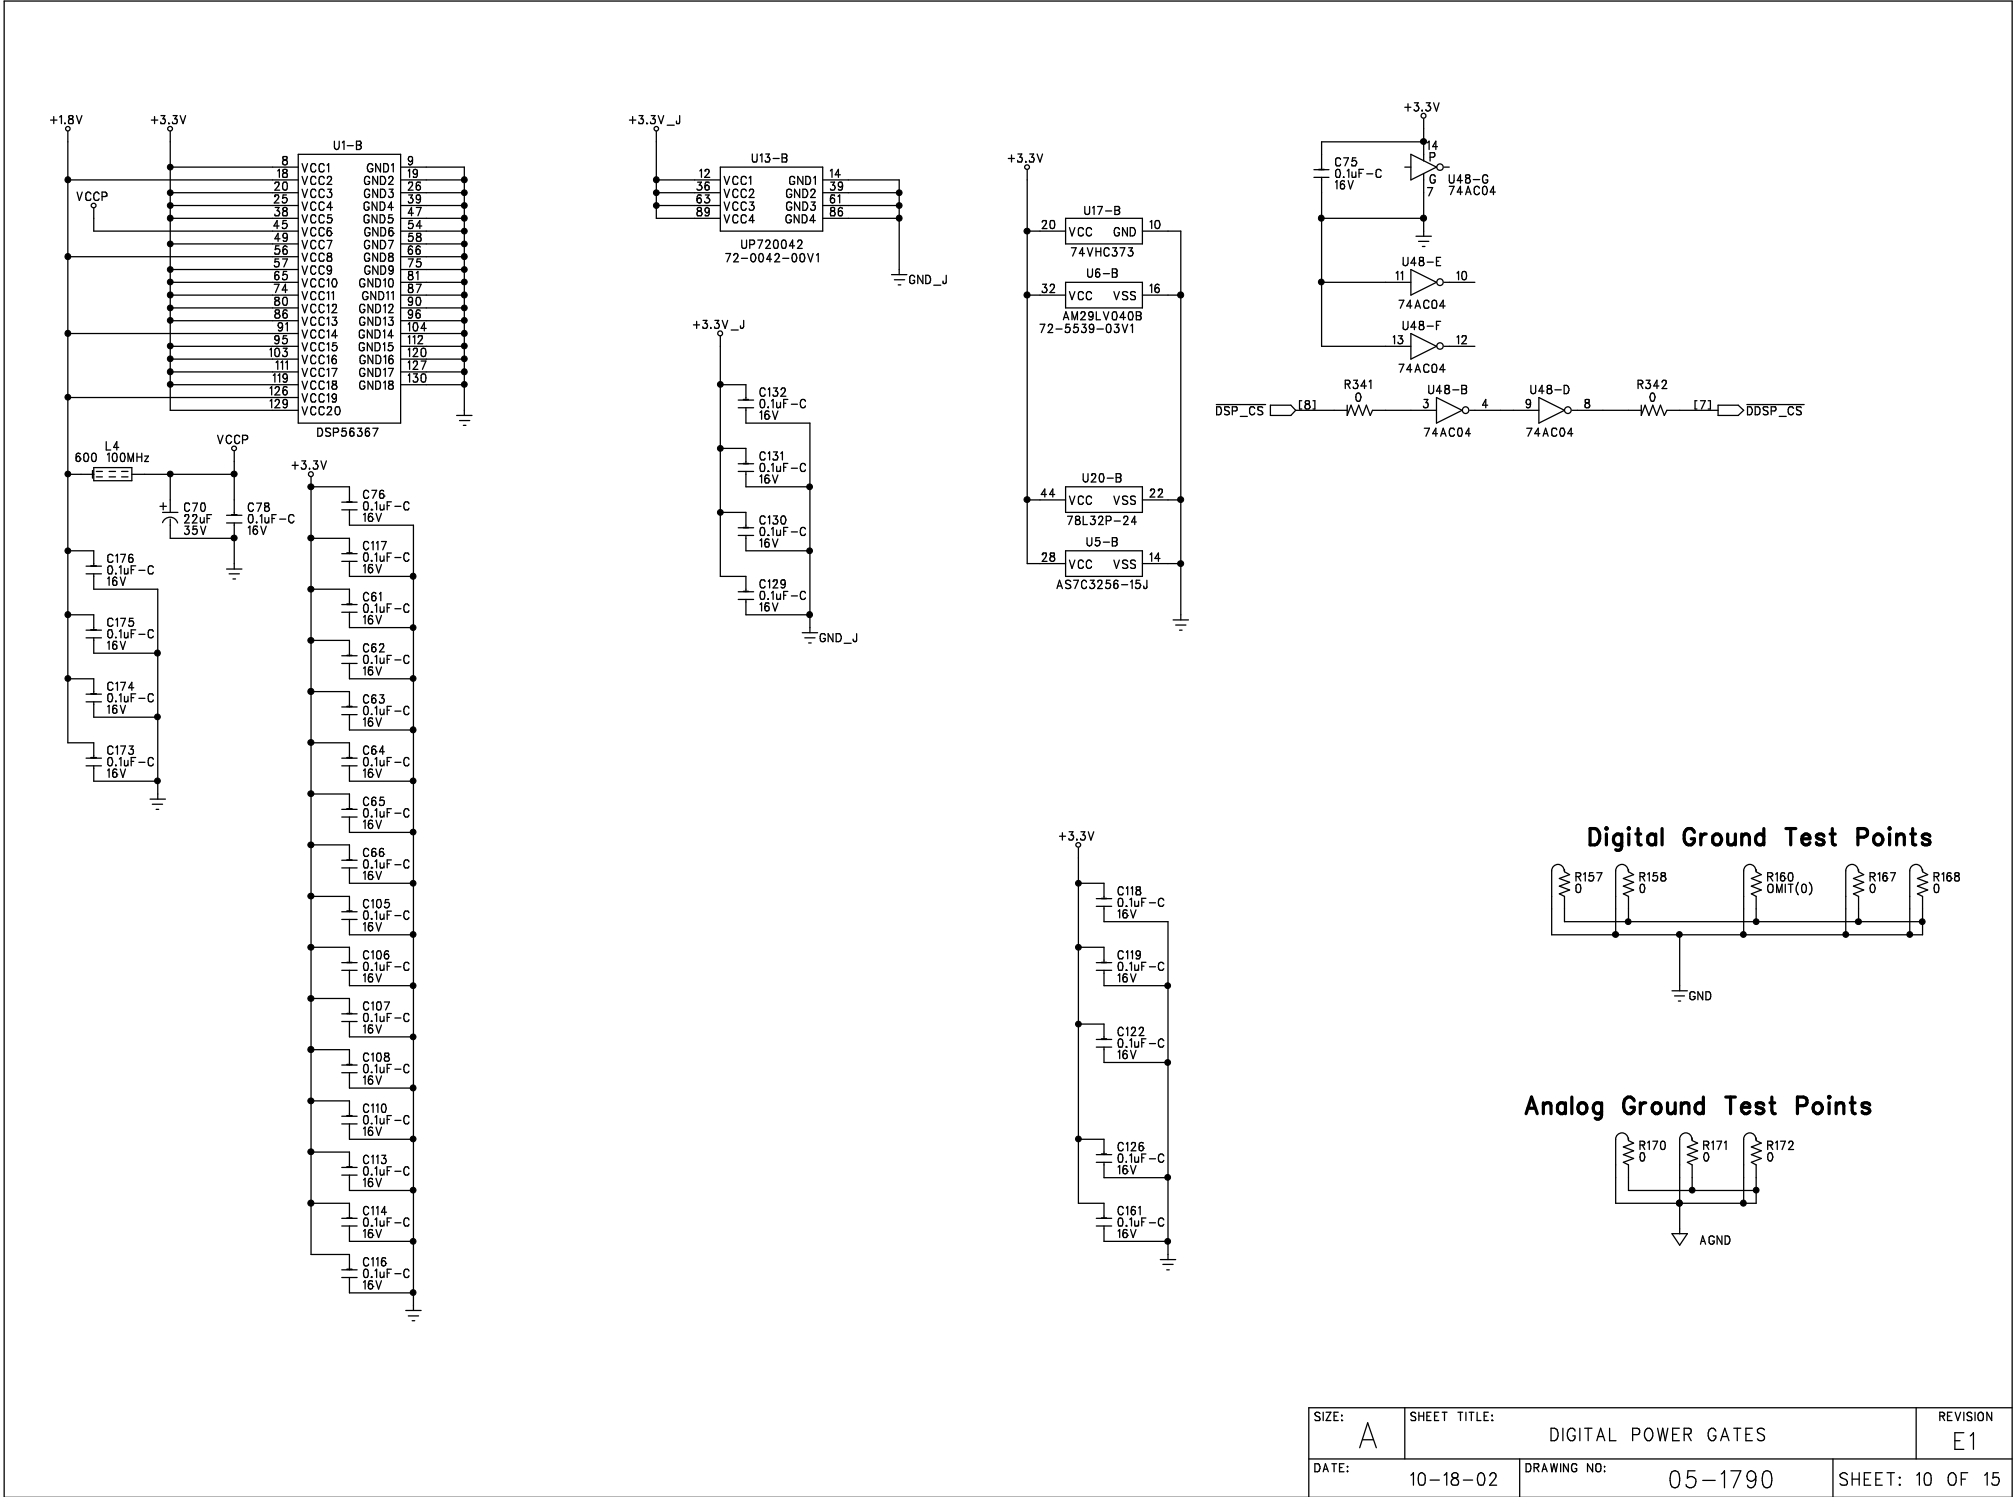 +1.8V
+3.3V
VCCP
U1-B
8 VCC1 GND1 9
18 VCC2 GND2 19
20 VCC3 GND3 26
25 VCC4 GND4 39
38 VCC5 GND5 47
45 VCC6 GND6 54
49 VCC7 GND7 58
56 VCC8 GND8 66
57 VCC9 GND9 75
65 VCC10 GND10 81
74 VCC11 GND11 87
80 VCC12 GND12 90
86 VCC13 GND13 96
91 VCC14 GND14 104
95 VCC15 GND15 112
103 VCC16 GND16 120
111 VCC17 GND17 127
119 VCC18 GND18 130
126 VCC19
129 VCC20
DSP56367
L4
600 100MHz
VCCP
+
C70
22uF
35V
C78
0.1uF-C
16V
C176
0.1uF-C
16V
C175
0.1uF-C
16V
C174
0.1uF-C
16V
C173
0.1uF-C
16V
+3.3V
C76
0.1uF-C
16V
C117
0.1uF-C
16V
C61
0.1uF-C
16V
C62
0.1uF-C
16V
C63
0.1uF-C
16V
C64
0.1uF-C
16V
C65
0.1uF-C
16V
C66
0.1uF-C
16V
C105
0.1uF-C
16V
C106
0.1uF-C
16V
C107
0.1uF-C
16V
C108
0.1uF-C
16V
C110
0.1uF-C
16V
C113
0.1uF-C
16V
C114
0.1uF-C
16V
C116
0.1uF-C
16V
+3.3V_J
U13-B
12 VCC1 GND1 14
36 VCC2 GND2 39
63 VCC3 GND3 61
89 VCC4 GND4 86
UP720042
72-0042-00V1
GND_J
+3.3V_J
C132
0.1uF-C
16V
C131
0.1uF-C
16V
C130
0.1uF-C
16V
C129
0.1uF-C
16V
GND_J
+3.3V
U17-B
20 VCC GND 10
74VHC373
U6-B
32 VCC VSS 16
AM29LV040B
72-5539-03V1
U20-B
44 VCC VSS 22
78L32P-24
U5-B
28 VCC VSS 14
AS7C3256-15J
+3.3V
C118
0.1uF-C
16V
C119
0.1uF-C
16V
C122
0.1uF-C
16V
C126
0.1uF-C
16V
C161
0.1uF-C
16V
+3.3V
C75
0.1uF-C
16V
14
P
G
7
U48-G
74AC04
U48-E
11 10
74AC04
U48-F
13 12
74AC04
R341
0
U48-B
U48-D
R342
0
DSP_CS [8] 3 4 9 8 [7] DDSP_CS
74AC04
74AC04
Digital Ground Test Points
R157
0
R158
0
R160
OMIT(0)
R167
0
R168
0
GND
Analog Ground Test Points
R170
0
R171
0
R172
0
AGND
SIZE: A
SHEET TITLE: DIGITAL POWER GATES
REVISION E1
DATE: 10-18-02
DRAWING NO: 05-1790
SHEET: 10 OF 15